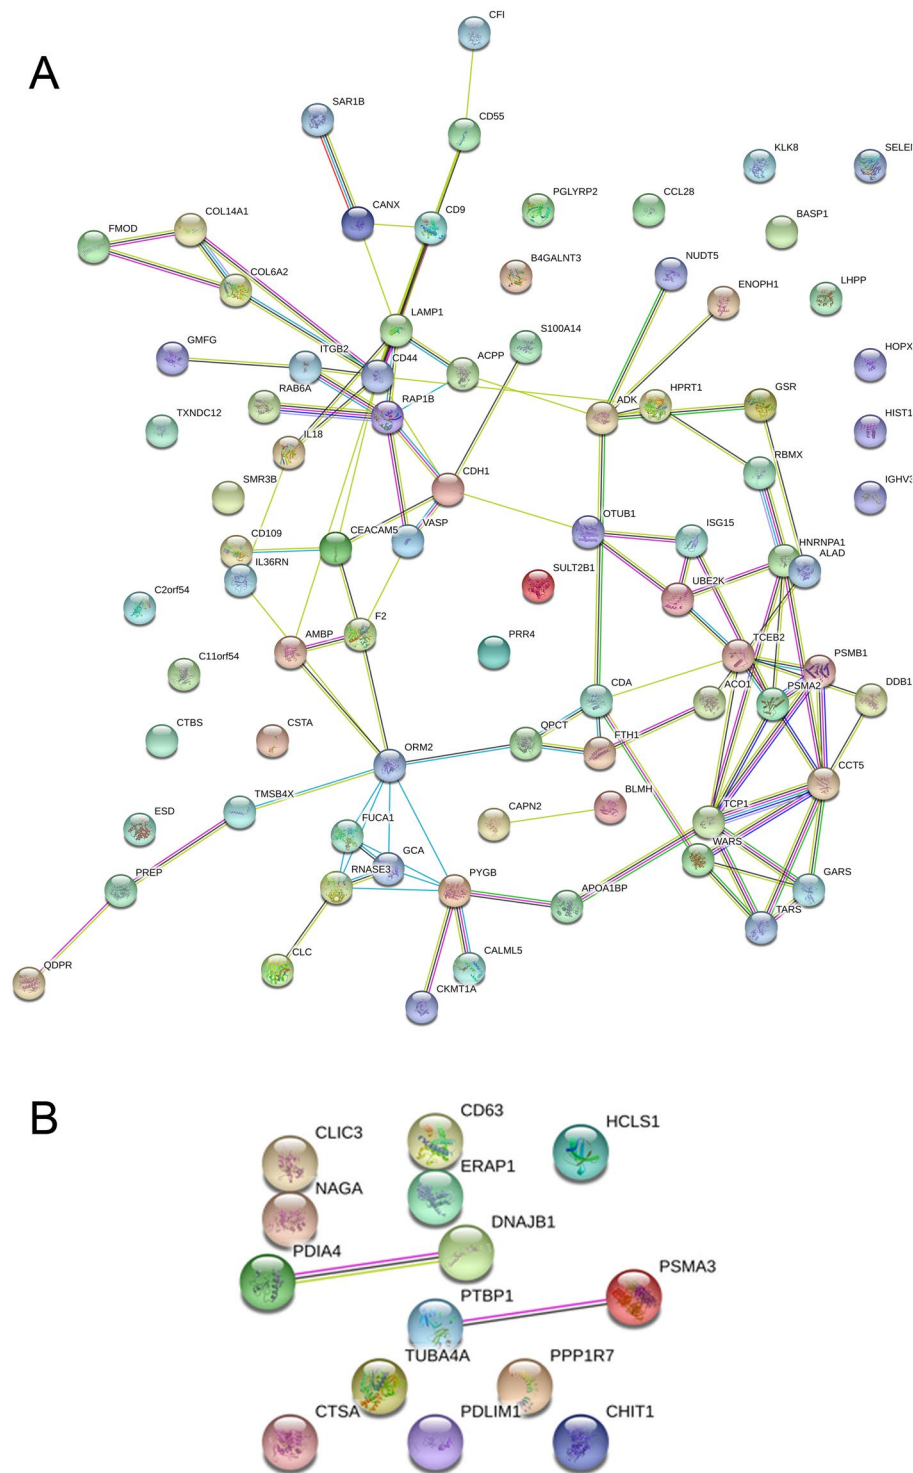 A
CFI
SAR1B
CD55
KLK8
SELE
PGLYRP2
CCL28
CANX
CD9
BASP1
COL14A1
FMOD
NUDT5
B4GALNT3
COL6A2
ENOPH1
LHPP
LAMP1
S100A14
GMFG
ITGB2
CD44
ACPP
HOPX
RAB6A
HPRT1
GSR
ADK
RAP1B
TXNDC12
HIST1
IL18
RBMX
CDH1
SMR3B
IGHV3
OTUB1
ISG15
CEACAM5
VASP
CD109
HNRNPA1
ALAD
IL36RN
SULT2B1
UBE2K
C2orf54
F2
AMBP
PRR4
TCEB2
PSMB1
C11orf54
CDA
ACO1
PSMA2
DDB1
CTBS
CSTA
QPCT
FTH1
ORM2
CCT5
TMSB4X
BLMH
TCP1
ESD
FUCA1
CAPN2
WARS
GCA
PREP
RNASE3
PYGB
GARS
APOA1BP
TARS
CLC
CALML5
QDPR
CKMT1A
B
CD63
HCLS1
CLIC3
ERAP1
NAGA
DNAJB1
PDIA4
PSMA3
PTBP1
TUBA4A
PPP1R7
CTSA
PDLIM1
CHIT1